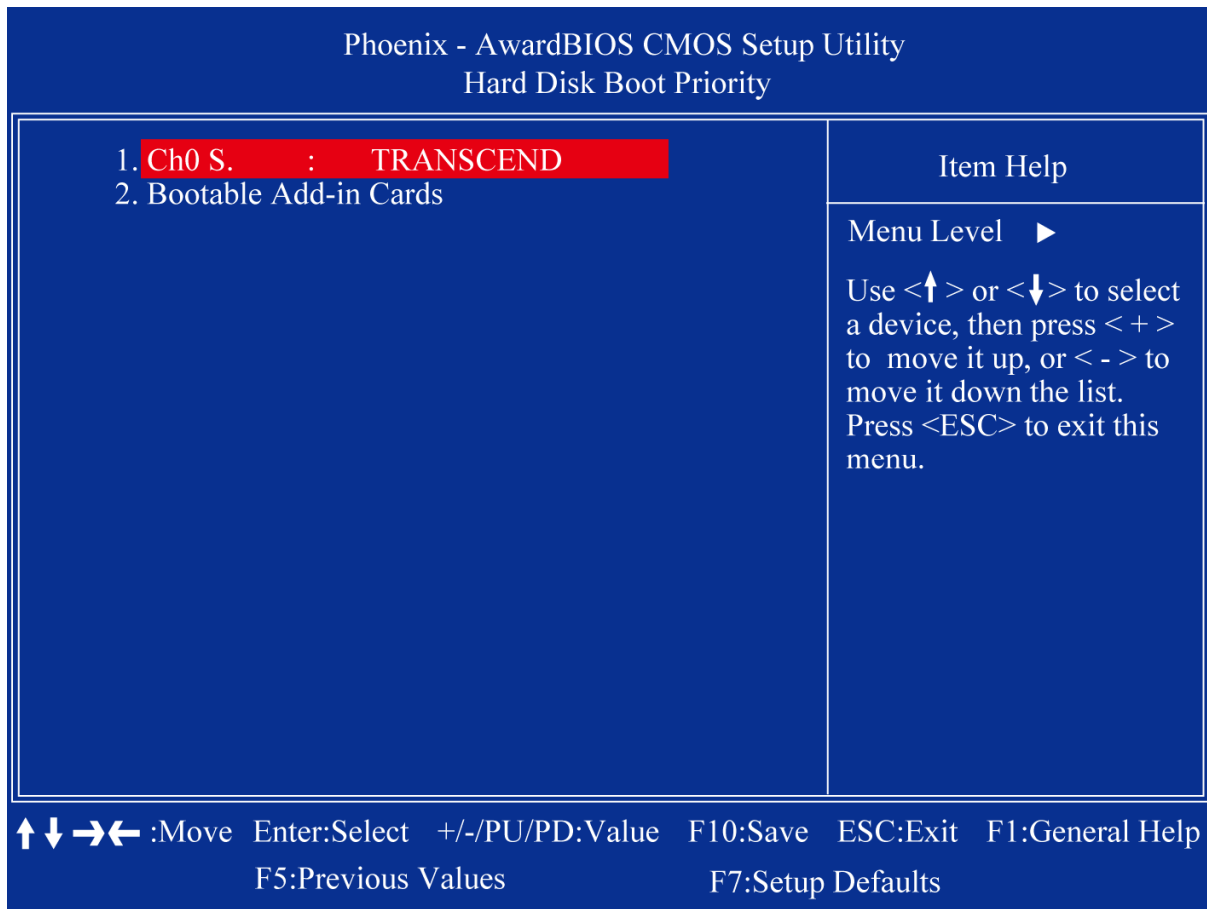 Phoenix - AwardBIOS CMOS Setup Utility
Hard Disk Boot Priority
1. Ch0 S. : TRANSCEND
2. Bootable Add-in Cards
Item Help
Menu Level ▶
Use <↑ > or <↓> to select
a device, then press < + >
to move it up, or < - > to
move it down the list.
Press <ESC> to exit this
menu.
↑ ↓ → ← :Move Enter:Select +/-/PU/PD:Value F10:Save ESC:Exit F1:General Help
F5:Previous Values F7:Setup Defaults